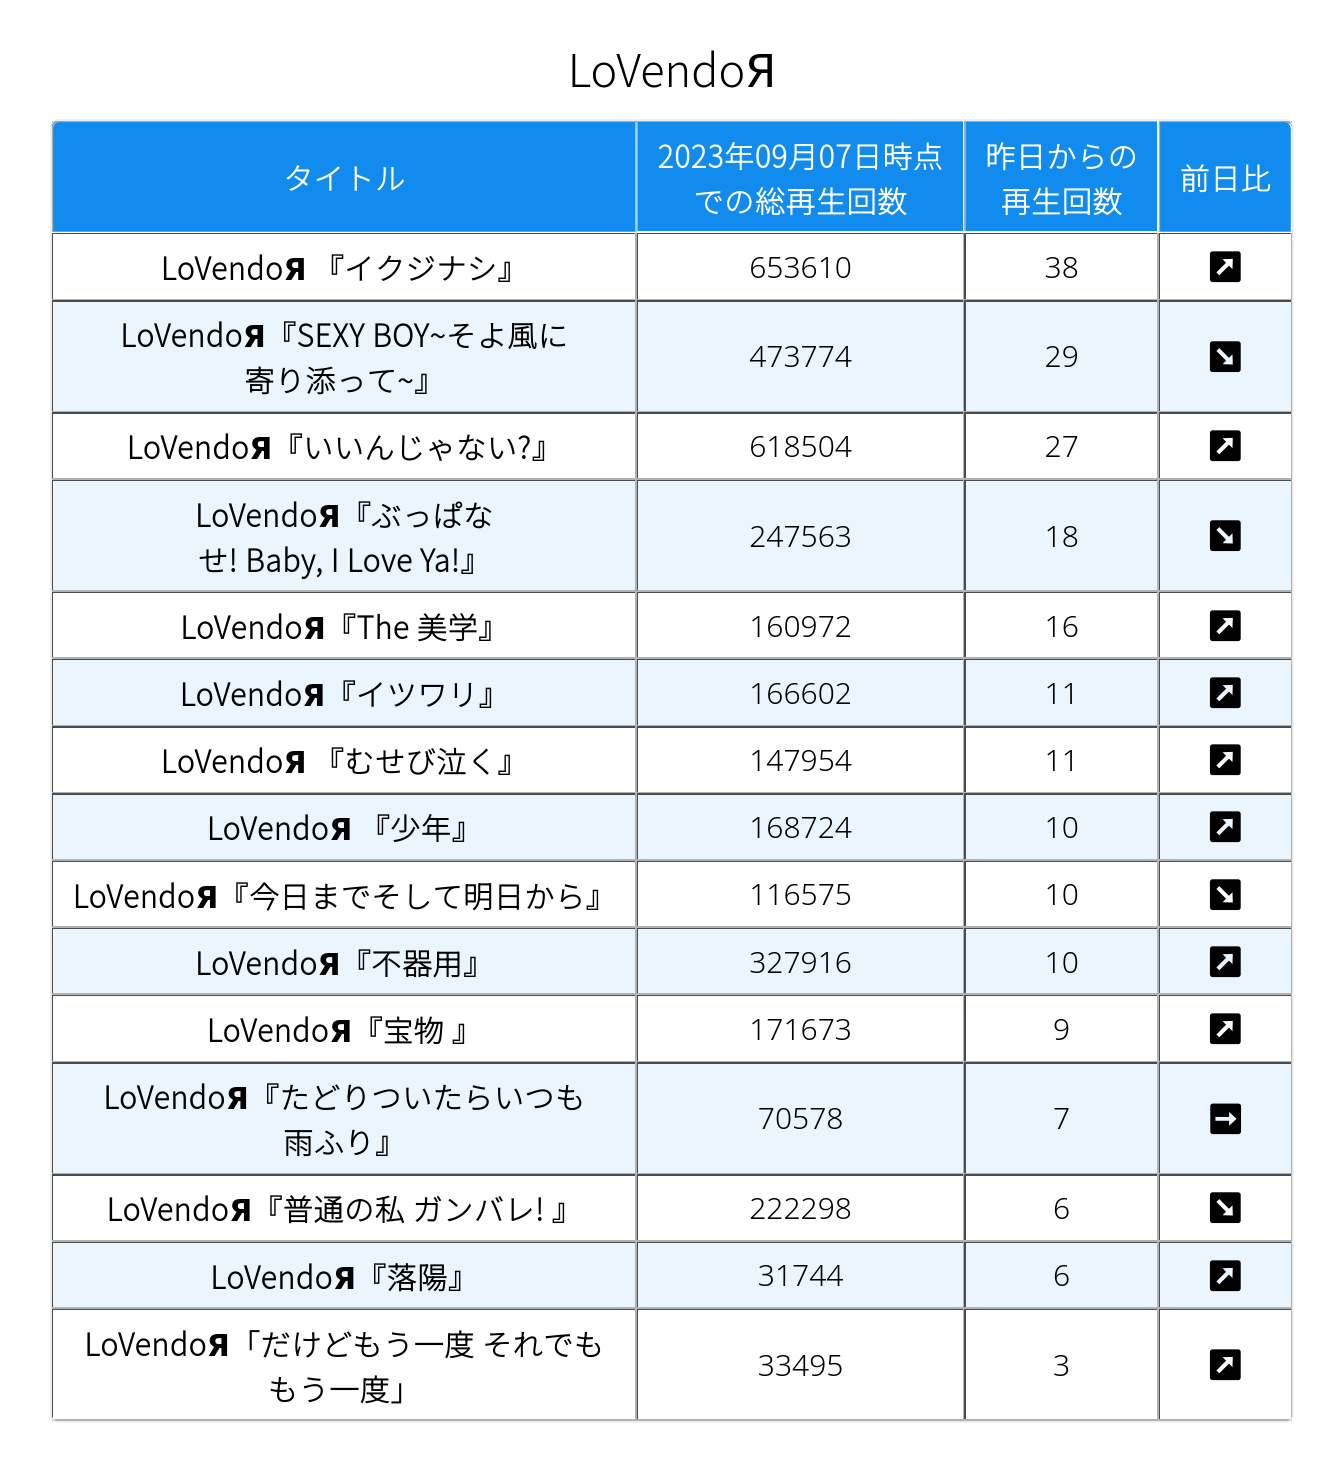 LoVendoЯ
タイトル
2023年09月07日時点
での総再生回数
昨日からの
再生回数
前日比
LoVendoЯ 『イクジナシ』
653610
38
↗
LoVendoЯ『SEXY BOY~そよ風に
寄り添って~』
473774
29
↘
LoVendoЯ『いいんじゃない?』
618504
27
↗
LoVendoЯ『ぶっぱな
せ! Baby, I Love Ya!』
247563
18
↘
LoVendoЯ『The 美学』
160972
16
↗
LoVendoЯ『イツワリ』
166602
11
↗
LoVendoЯ 『むせび泣く』
147954
11
↗
LoVendoЯ 『少年』
168724
10
↗
LoVendoЯ『今日までそして明日から』
116575
10
↘
LoVendoЯ『不器用』
327916
10
↗
LoVendoЯ『宝物 』
171673
9
↗
LoVendoЯ『たどりついたらいつも
雨ふり』
70578
7
→
LoVendoЯ『普通の私 ガンバレ! 』
222298
6
↘
LoVendoЯ『落陽』
31744
6
↗
LoVendoЯ「だけどもう一度 それでも
もう一度」
33495
3
↗